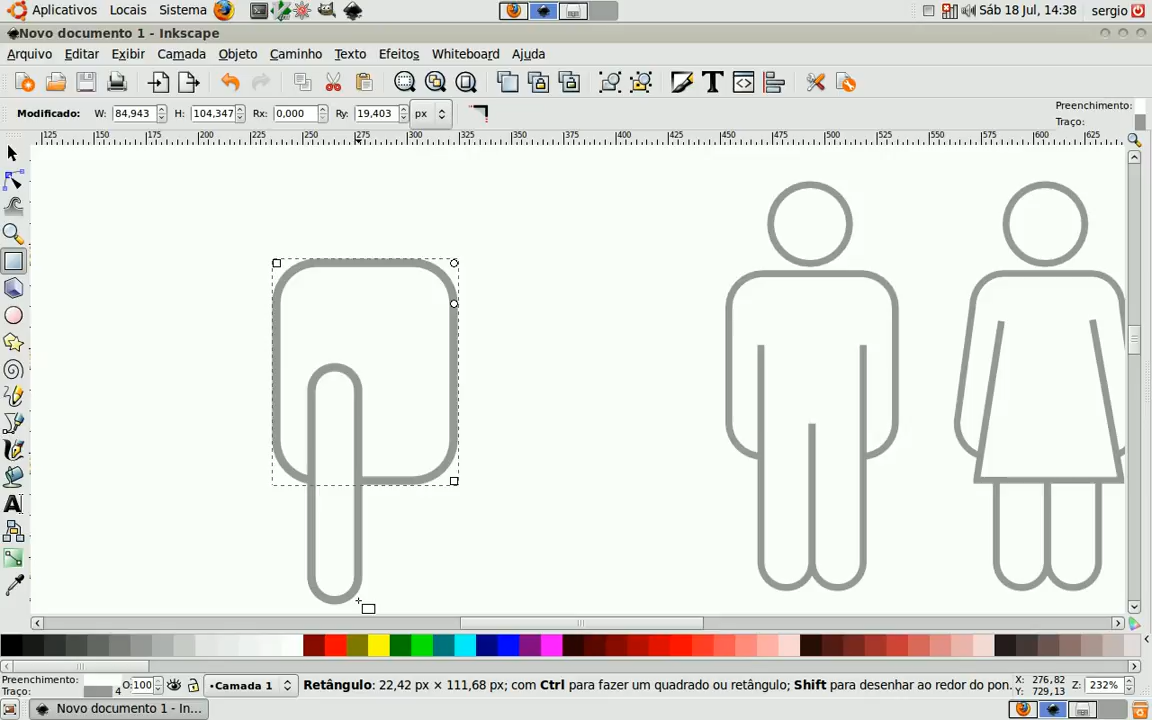 Aplicativos Locais Sistema Sáb 18 Jul, 14:38 sergio
Novo documento 1 - Inkscape
Arquivo Editar Exibir Camada Objeto Caminho Texto Efeitos Whiteboard Ajuda
Modificado: W: 84,943 H: 104,347 Rx: 0,000 Ry: 19,403 px Preenchimento:
Traço:
125 175 200 225 250 275 300 325 350 375 400 425 450 475 500 525 550 575 600 625
Preenchimento: O: 100 •Camada 1 Retângulo: 22,42 px × 111,68 px; com Ctrl para fazer um quadrado ou retângulo; Shift para desenhar ao redor do pon. X: 276,82 Z: 232%
Traço: 4 Y: 729,13
Novo documento 1 - In...